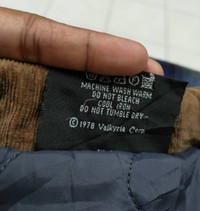 MACHINE WASH WARM
DO NOT BLEACH
COOL IRON
DO NOT TUMBLE DRY
© 1978 Valkyrie Corp